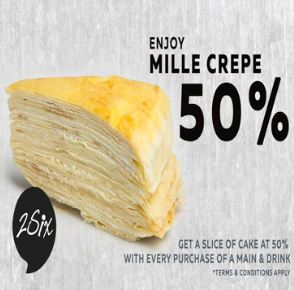 ENJOY
MILLE CREPE
50%
2Six
GET A SLICE OF CAKE AT 50%
WITH EVERY PURCHASE OF A MAIN & DRINK
*TERMS & CONDITIONS APPLY